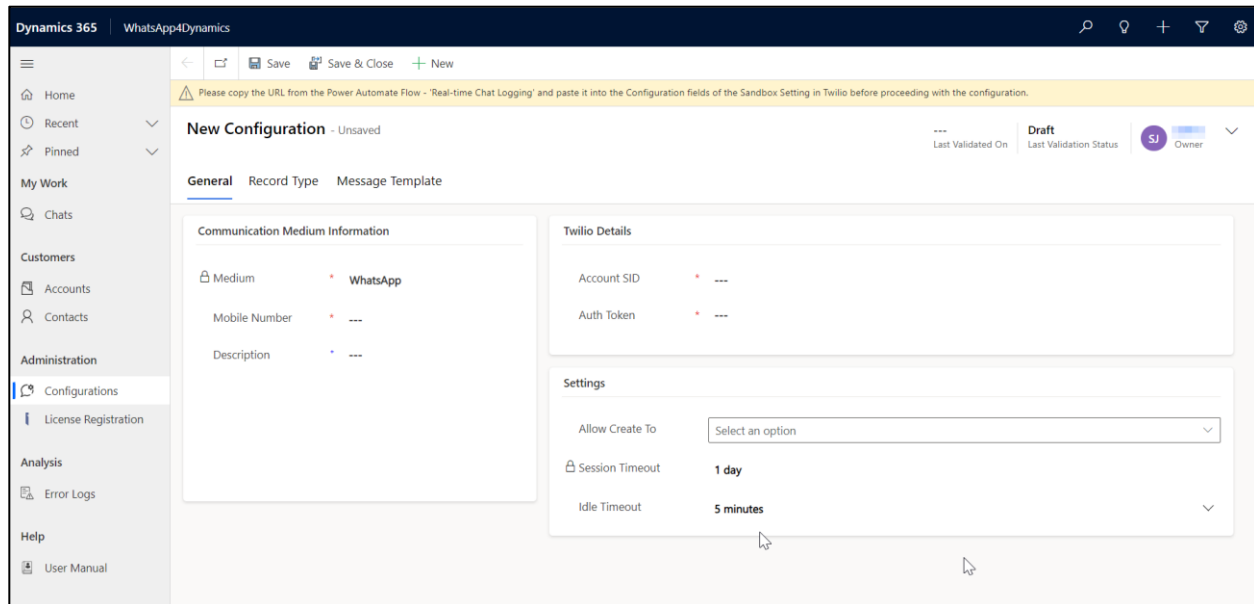 Dynamics 365 WhatsApp4Dynamics
Save Save & Close New
Please copy the URL from the Power Automate Flow - 'Real-time Chat Logging' and paste it into the Configuration fields of the Sandbox Setting in Twilio before proceeding with the configuration.
Home
Recent
Pinned
My Work
Chats
Customers
Accounts
Contacts
Administration
Configurations
License Registration
Analysis
Error Logs
Help
User Manual
New Configuration - Unsaved
---
Last Validated On
Draft
Last Validation Status
SJ
Owner
General Record Type Message Template
Communication Medium Information
Medium * WhatsApp
Mobile Number * ---
Description * ---
Twilio Details
Account SID * ---
Auth Token * ---
Settings
Allow Create To Select an option
Session Timeout 1 day
Idle Timeout 5 minutes